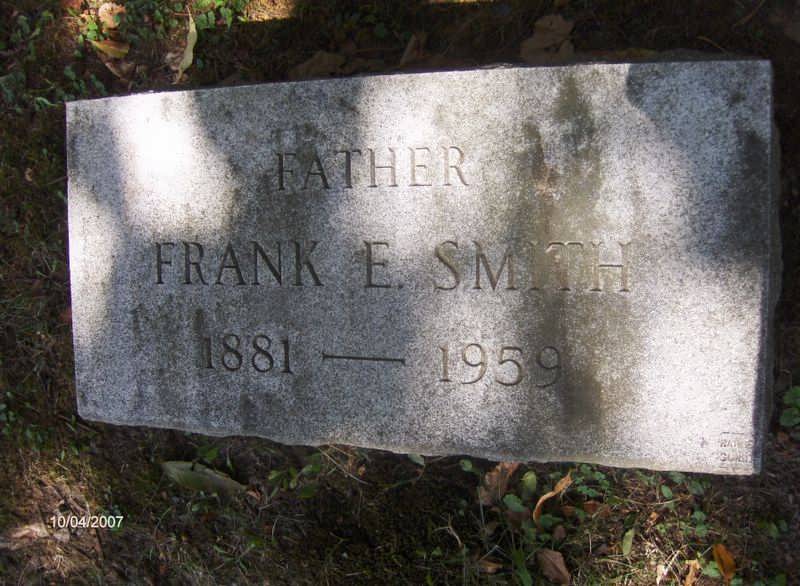 FATHER
FRANK E. SMITH
1881 — 1959
10/04/2007